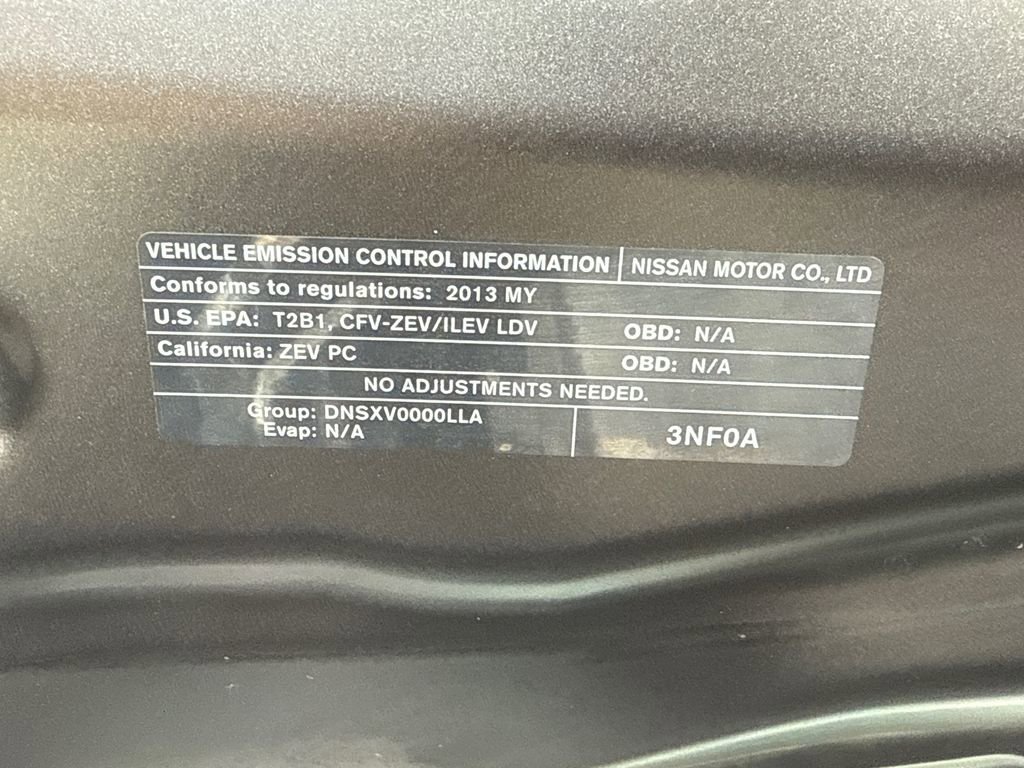 VEHICLE EMISSION CONTROL INFORMATION NISSAN MOTOR CO., LTD
Conforms to regulations: 2013 MY
U.S. EPA: T2B1, CFV-ZEV/ILEV LDV OBD: N/A
California: ZEV PC OBD: N/A
NO ADJUSTMENTS NEEDED.
Group: DNSXV0000LLA
Evap: N/A
3NF0A